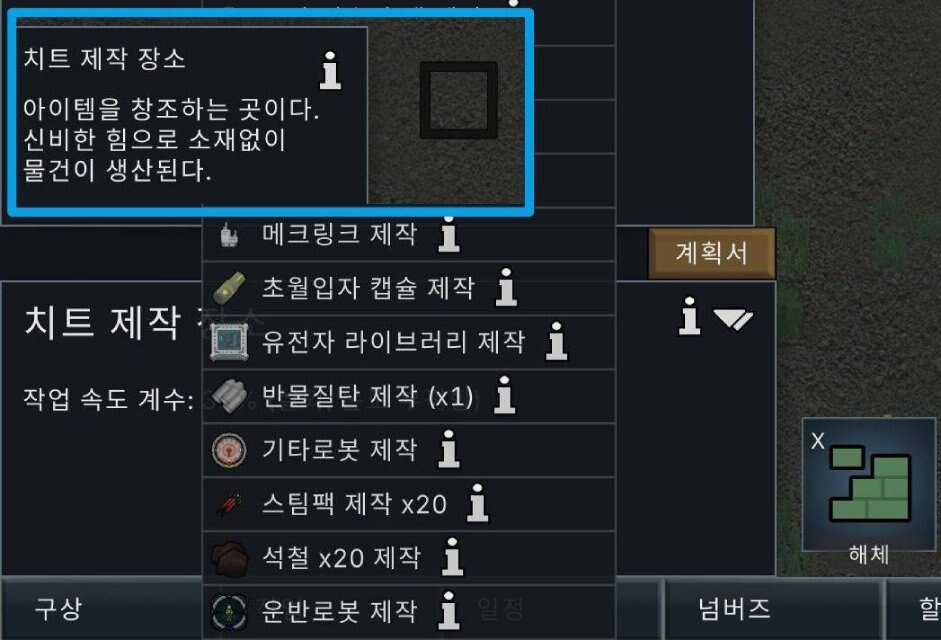 치트 제작 장소
아이템을 창조하는 곳이다.
신비한 힘으로 소재없이
물건이 생산된다.
메크링크 제작
계획서
초월입자 캡슐 제작
치트 제작
유전자 라이브러리 제작
작업 속도 계수:
반물질탄 제작 (x1)
X
기타로봇 제작
스팀팩 제작 x20
해체
석철 x20 제작
구상
운반로봇 제작
일정
넘버즈
할